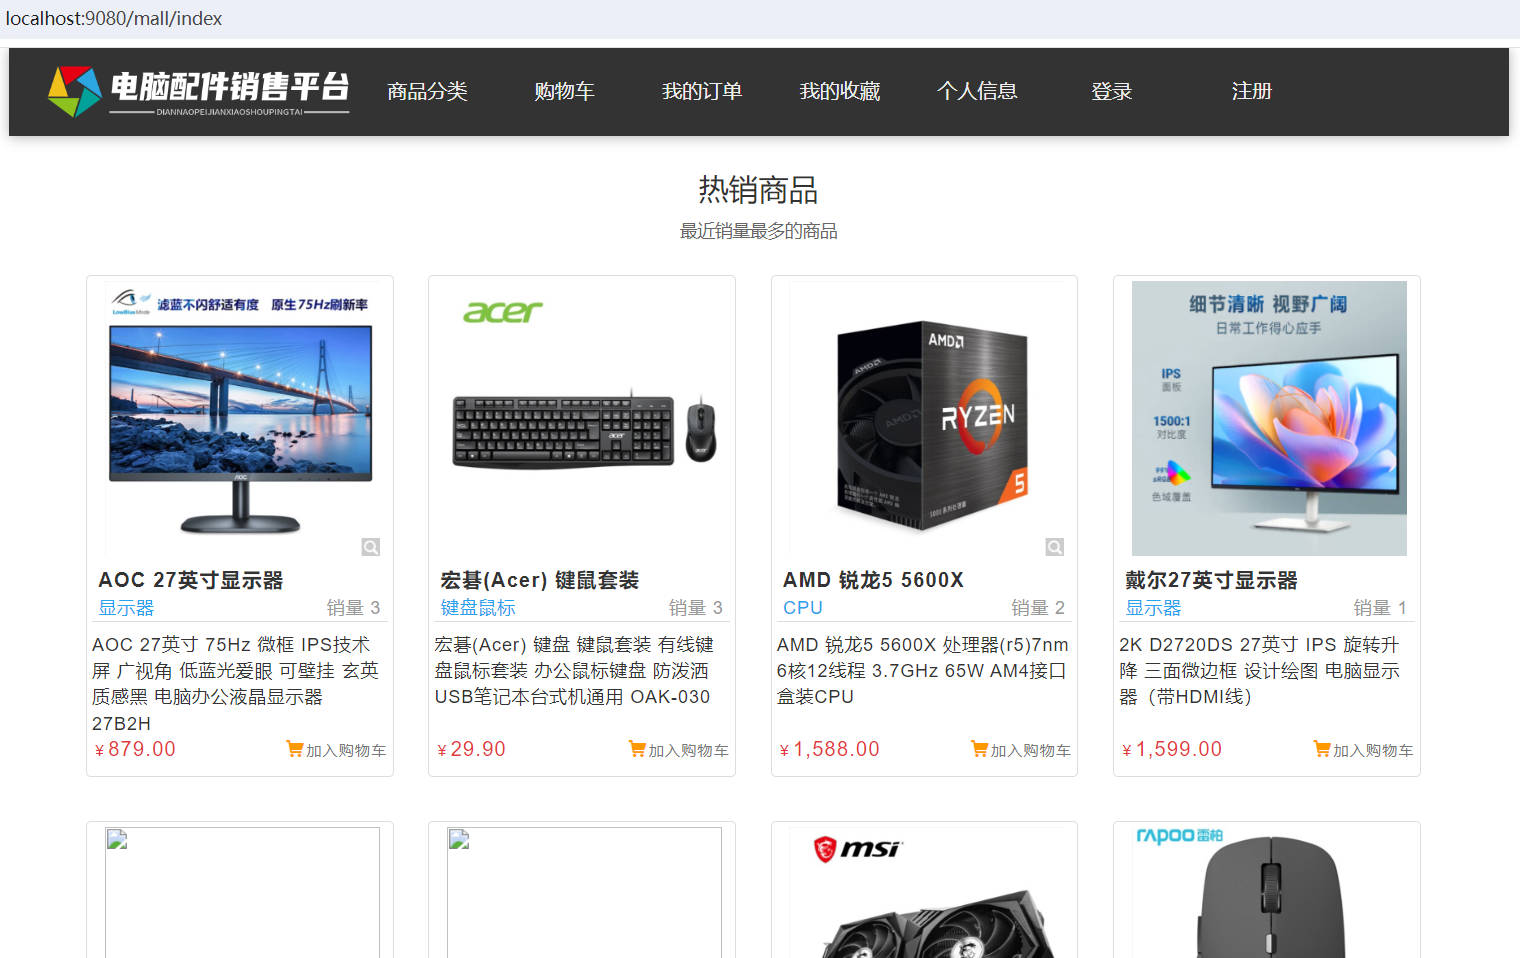 localhost:9080/mall/index
电脑配件销售平台
DIANNAOPEIJIANXIAOSHOUPINGTAI
商品分类 购物车 我的订单 我的收藏 个人信息 登录 注册
热销商品
最近销量最多的商品
滤蓝不闪舒适有度 原生75Hz刷新率
LowBlue Mode
AOC
AOC 27英寸显示器
显示器 销量 3
AOC 27英寸 75Hz 微框 IPS技术
屏 广视角 低蓝光爱眼 可壁挂 玄英
质感黑 电脑办公液晶显示器
27B2H
￥879.00 加入购物车
acer
acer
宏碁(Acer) 键鼠套装
键盘鼠标 销量 3
宏碁(Acer) 键盘 键鼠套装 有线键
盘鼠标套装 办公鼠标键盘 防泼洒
USB笔记本台式机通用 OAK-030
￥29.90 加入购物车
AMD
AMD
AMD
RYZEN
5
AMD 锐龙5 5600X
CPU 销量 2
AMD 锐龙5 5600X 处理器(r5)7nm
6核12线程 3.7GHz 65W AM4接口
盒装CPU
￥1,588.00 加入购物车
细节清晰 视野广阔
日常工作得心应手
IPS
面板
1500:1
对比度
99%
sRGB
色域覆盖
戴尔27英寸显示器
显示器 销量 1
2K D2720DS 27英寸 IPS 旋转升
降 三面微边框 设计绘图 电脑显示
器（带HDMI线）
￥1,599.00 加入购物车
msi
rapoo 雷柏